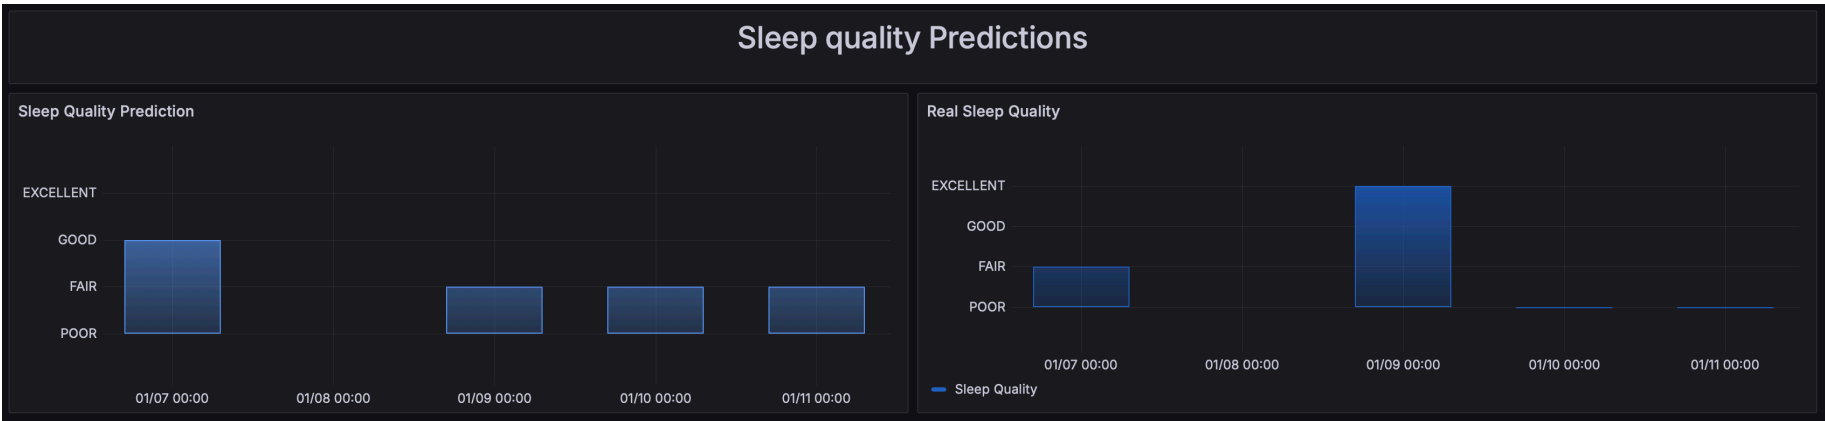 Sleep quality Predictions
Sleep Quality Prediction
EXCELLENT
GOOD
FAIR
POOR
01/07 00:00
01/08 00:00
01/09 00:00
01/10 00:00
01/11 00:00
Real Sleep Quality
EXCELLENT
GOOD
FAIR
POOR
01/07 00:00
01/08 00:00
01/09 00:00
01/10 00:00
01/11 00:00
Sleep Quality